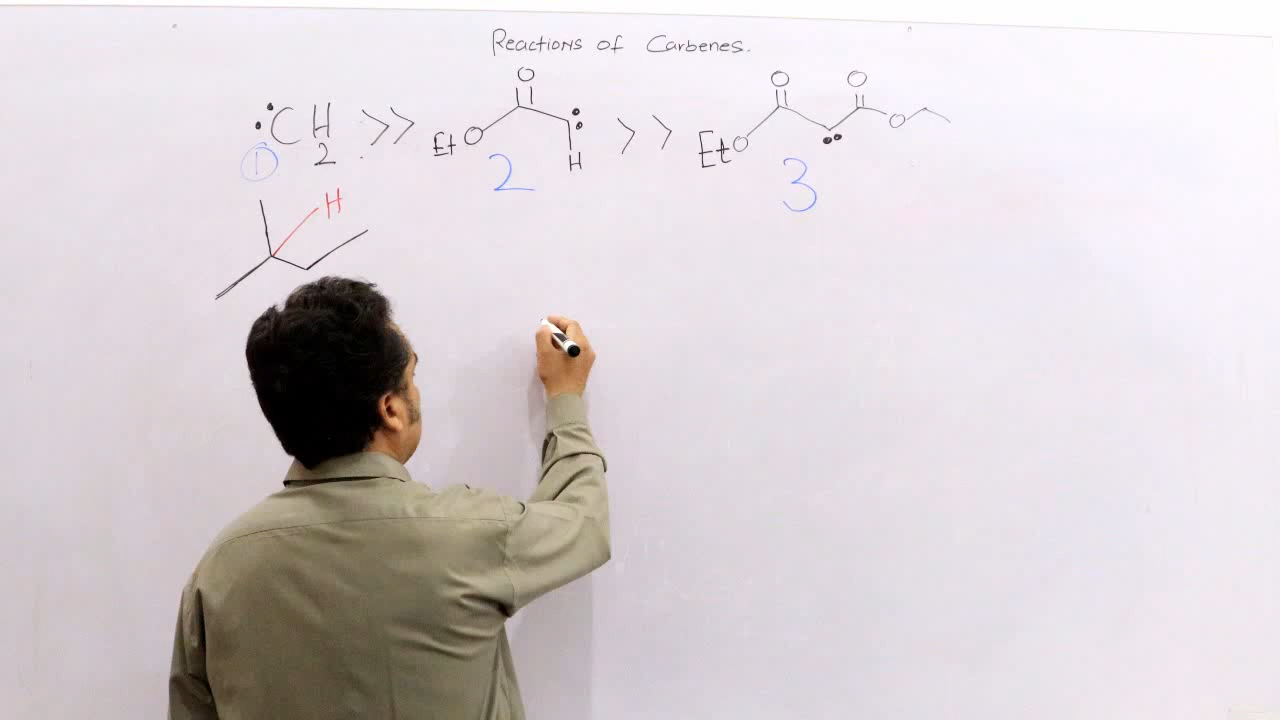 Reactions of Carbenes.
:CH2 >> EtO O : H >> EtO O : O O
1 2 3
H